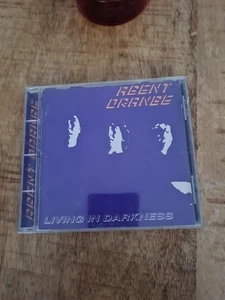 AGENT
ORANGE
LIVING IN DARKNESS
AGENT ORANGE